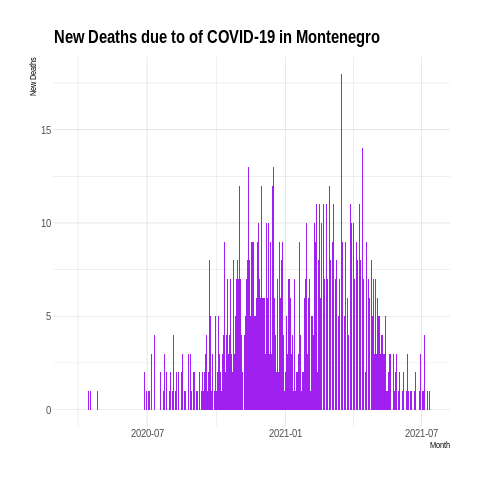 New Deaths due to of COVID-19 in Montenegro
New Deaths
15
10
5
0
2020-07
2021-01
2021-07
Month